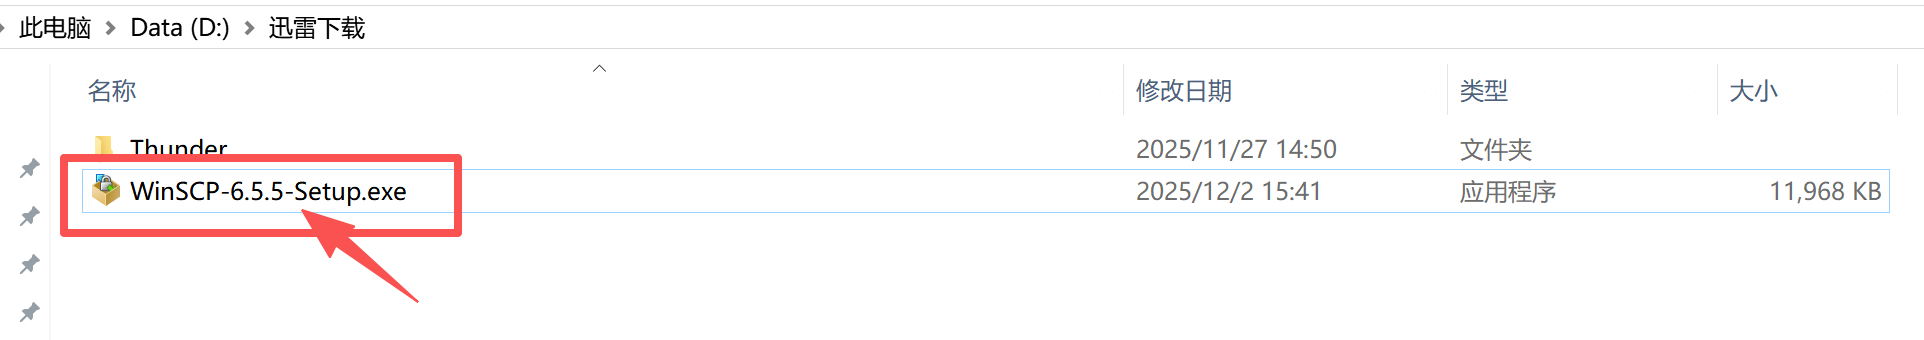 此电脑 > Data (D:) > 迅雷下载
名称 修改日期 类型 大小
Thunder 2025/11/27 14:50 文件夹
WinSCP-6.5.5-Setup.exe 2025/12/2 15:41 应用程序 11,968 KB